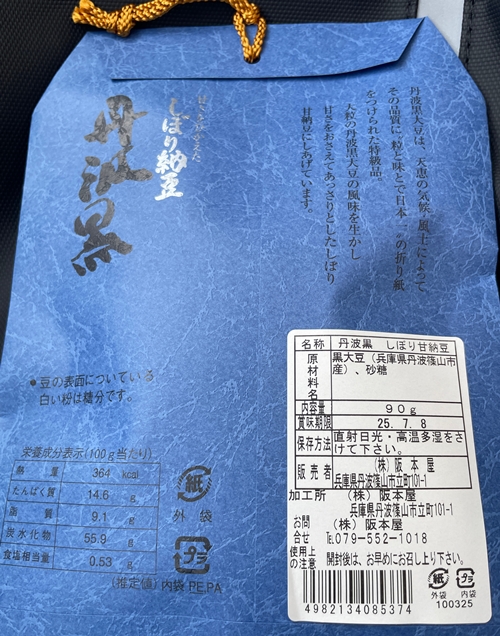 丹波黒大豆は、天恵の気候、風土によって
その品質に、"粒と味とで日本一"の折り紙
をつけられた特級品。
大粒の丹波黒大豆の風味を生かし
甘さをおさえてあっさりとしたしぼり
甘納豆にしあげています。
甘さをおさえた
しぼり納豆
丹波黒
●豆の表面についている
白い粉は糖分です。
栄養成分表示(100g当たり)
熱量 364 kcal
たんぱく質 14.6 g
脂質 9.1 g
炭水化物 55.9 g
食塩相当量 0.53 g
(推定値)
紙
外袋
プラ
内袋 PE,PA
名称 丹波黒 しぼり甘納豆
原材料名 黒大豆(兵庫県丹波篠山市
産)、砂糖
内容量 90g
賞味期限 25.7.8
保存方法 直射日光・高温多湿をさ
けて下さい。
販売者 (株)阪本屋
兵庫県丹波篠山市立町101-1
加工所 (株)阪本屋
兵庫県丹波篠山市立町101-1
お問合せ (株)阪本屋
℡079-552-1018
使用上の注意 開封後は、お早めにお召し上り下さい。
4982134085374
紙 プラ
外袋 内袋
100325